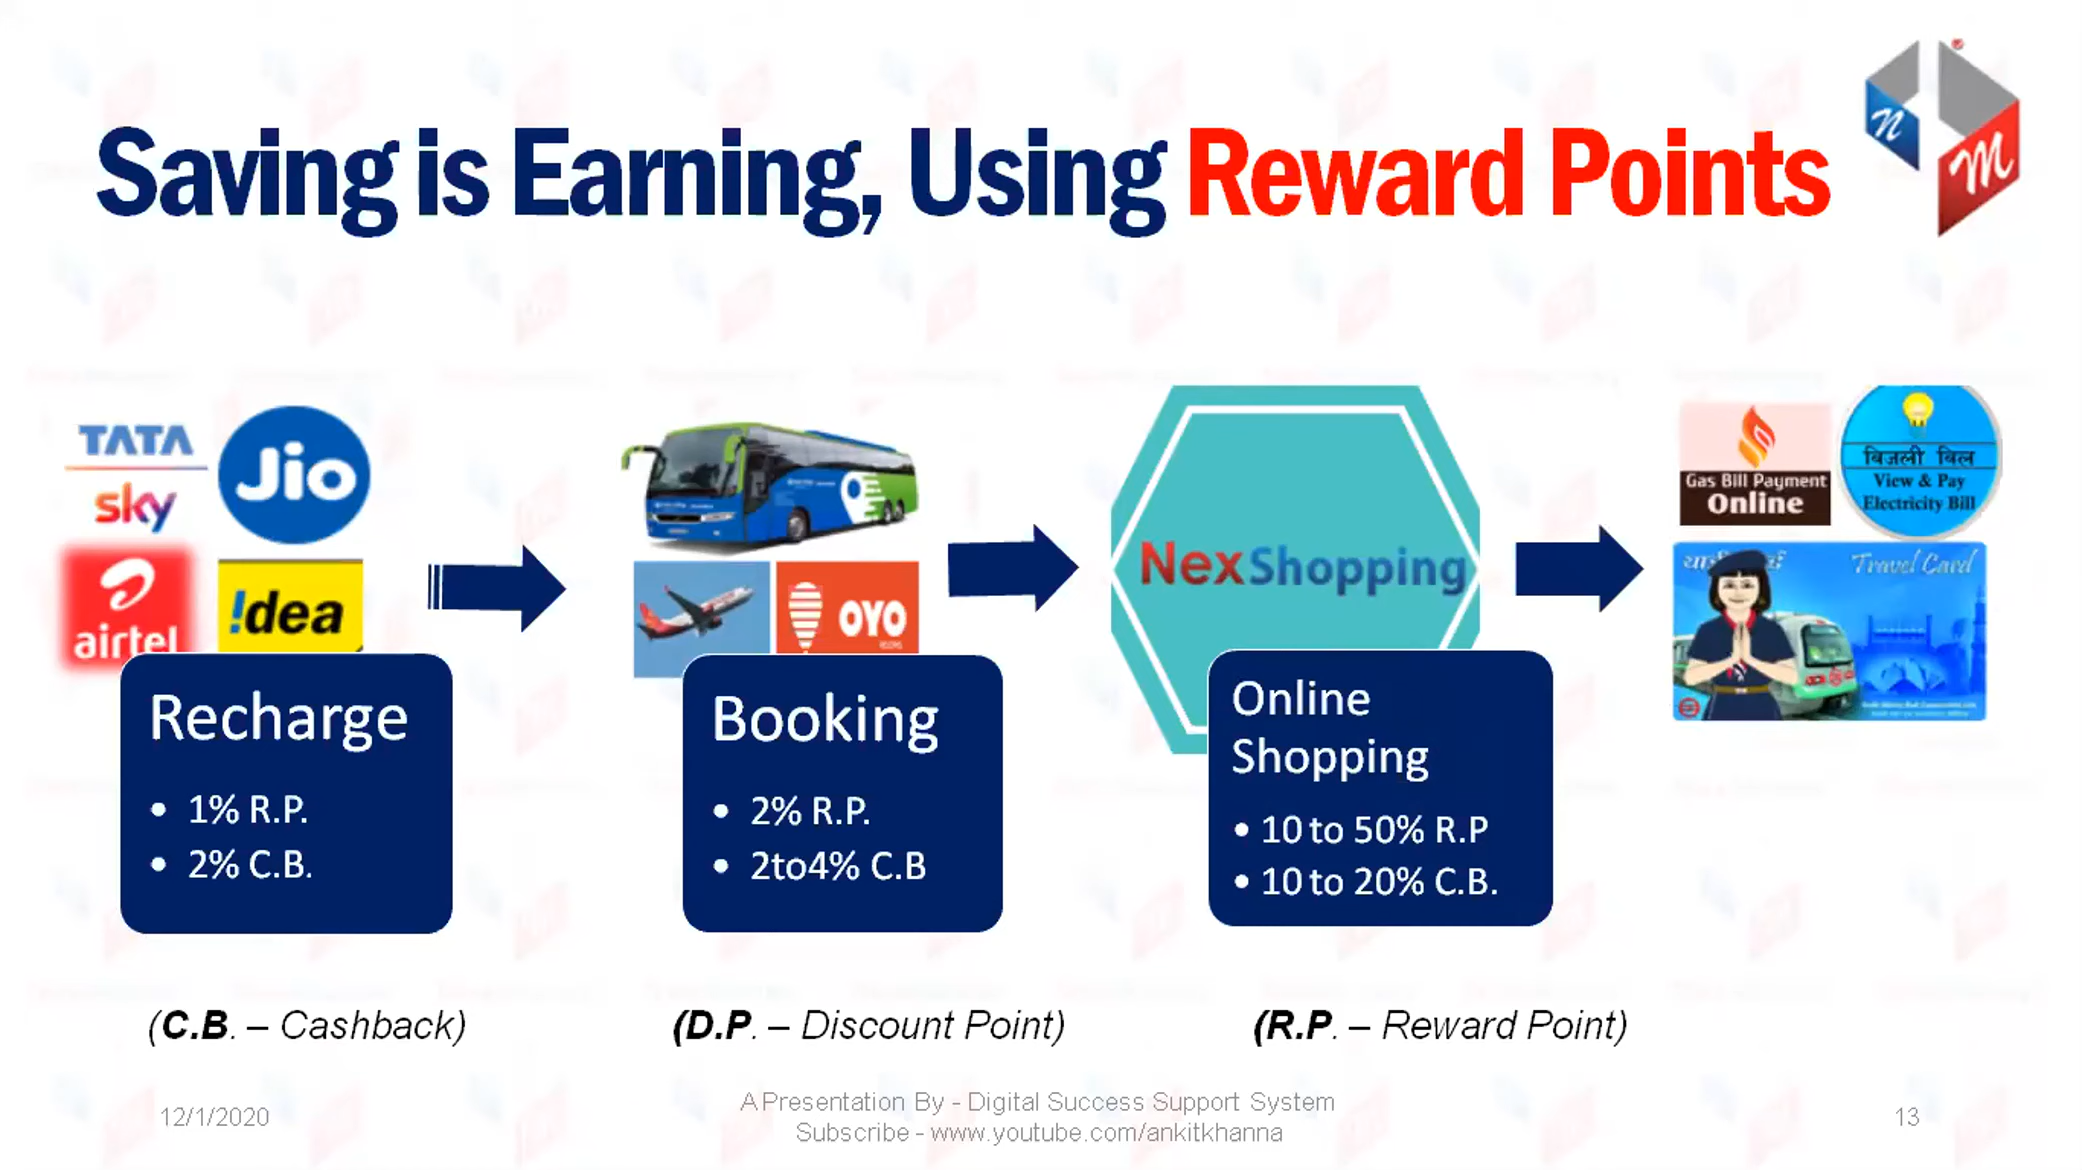 Saving is Earning, Using Reward Points
n
M
TATA
sky
Jio
airtel
!dea
OYO
ROOMS
NexShopping
Gas Bill Payment
Online
बिजली बिल
View & Pay
Electricity Bill
Travel Card
Recharge
• 1% R.P.
• 2% C.B.
Booking
• 2% R.P.
• 2to4% C.B
Online
Shopping
• 10 to 50% R.P
• 10 to 20% C.B.
(C.B. – Cashback)
(D.P. – Discount Point)
(R.P. – Reward Point)
12/1/2020
A Presentation By - Digital Success Support System
Subscribe - www.youtube.com/ankitkhanna
13